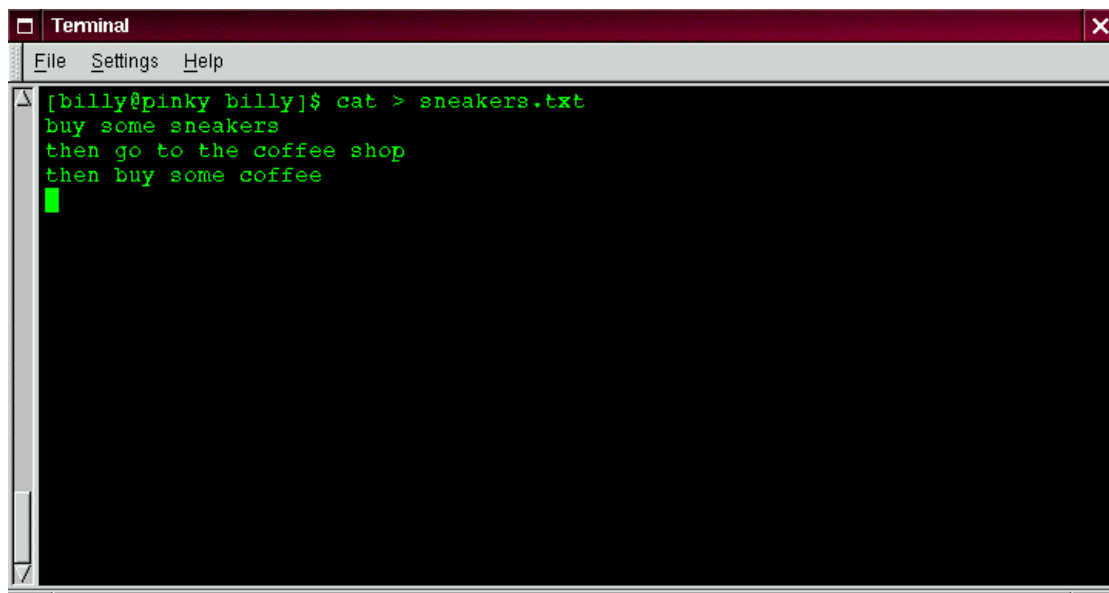 Terminal
File Settings Help
[billy@pinky billy]$ cat > sneakers.txt
buy some sneakers
then go to the coffee shop
then buy some coffee